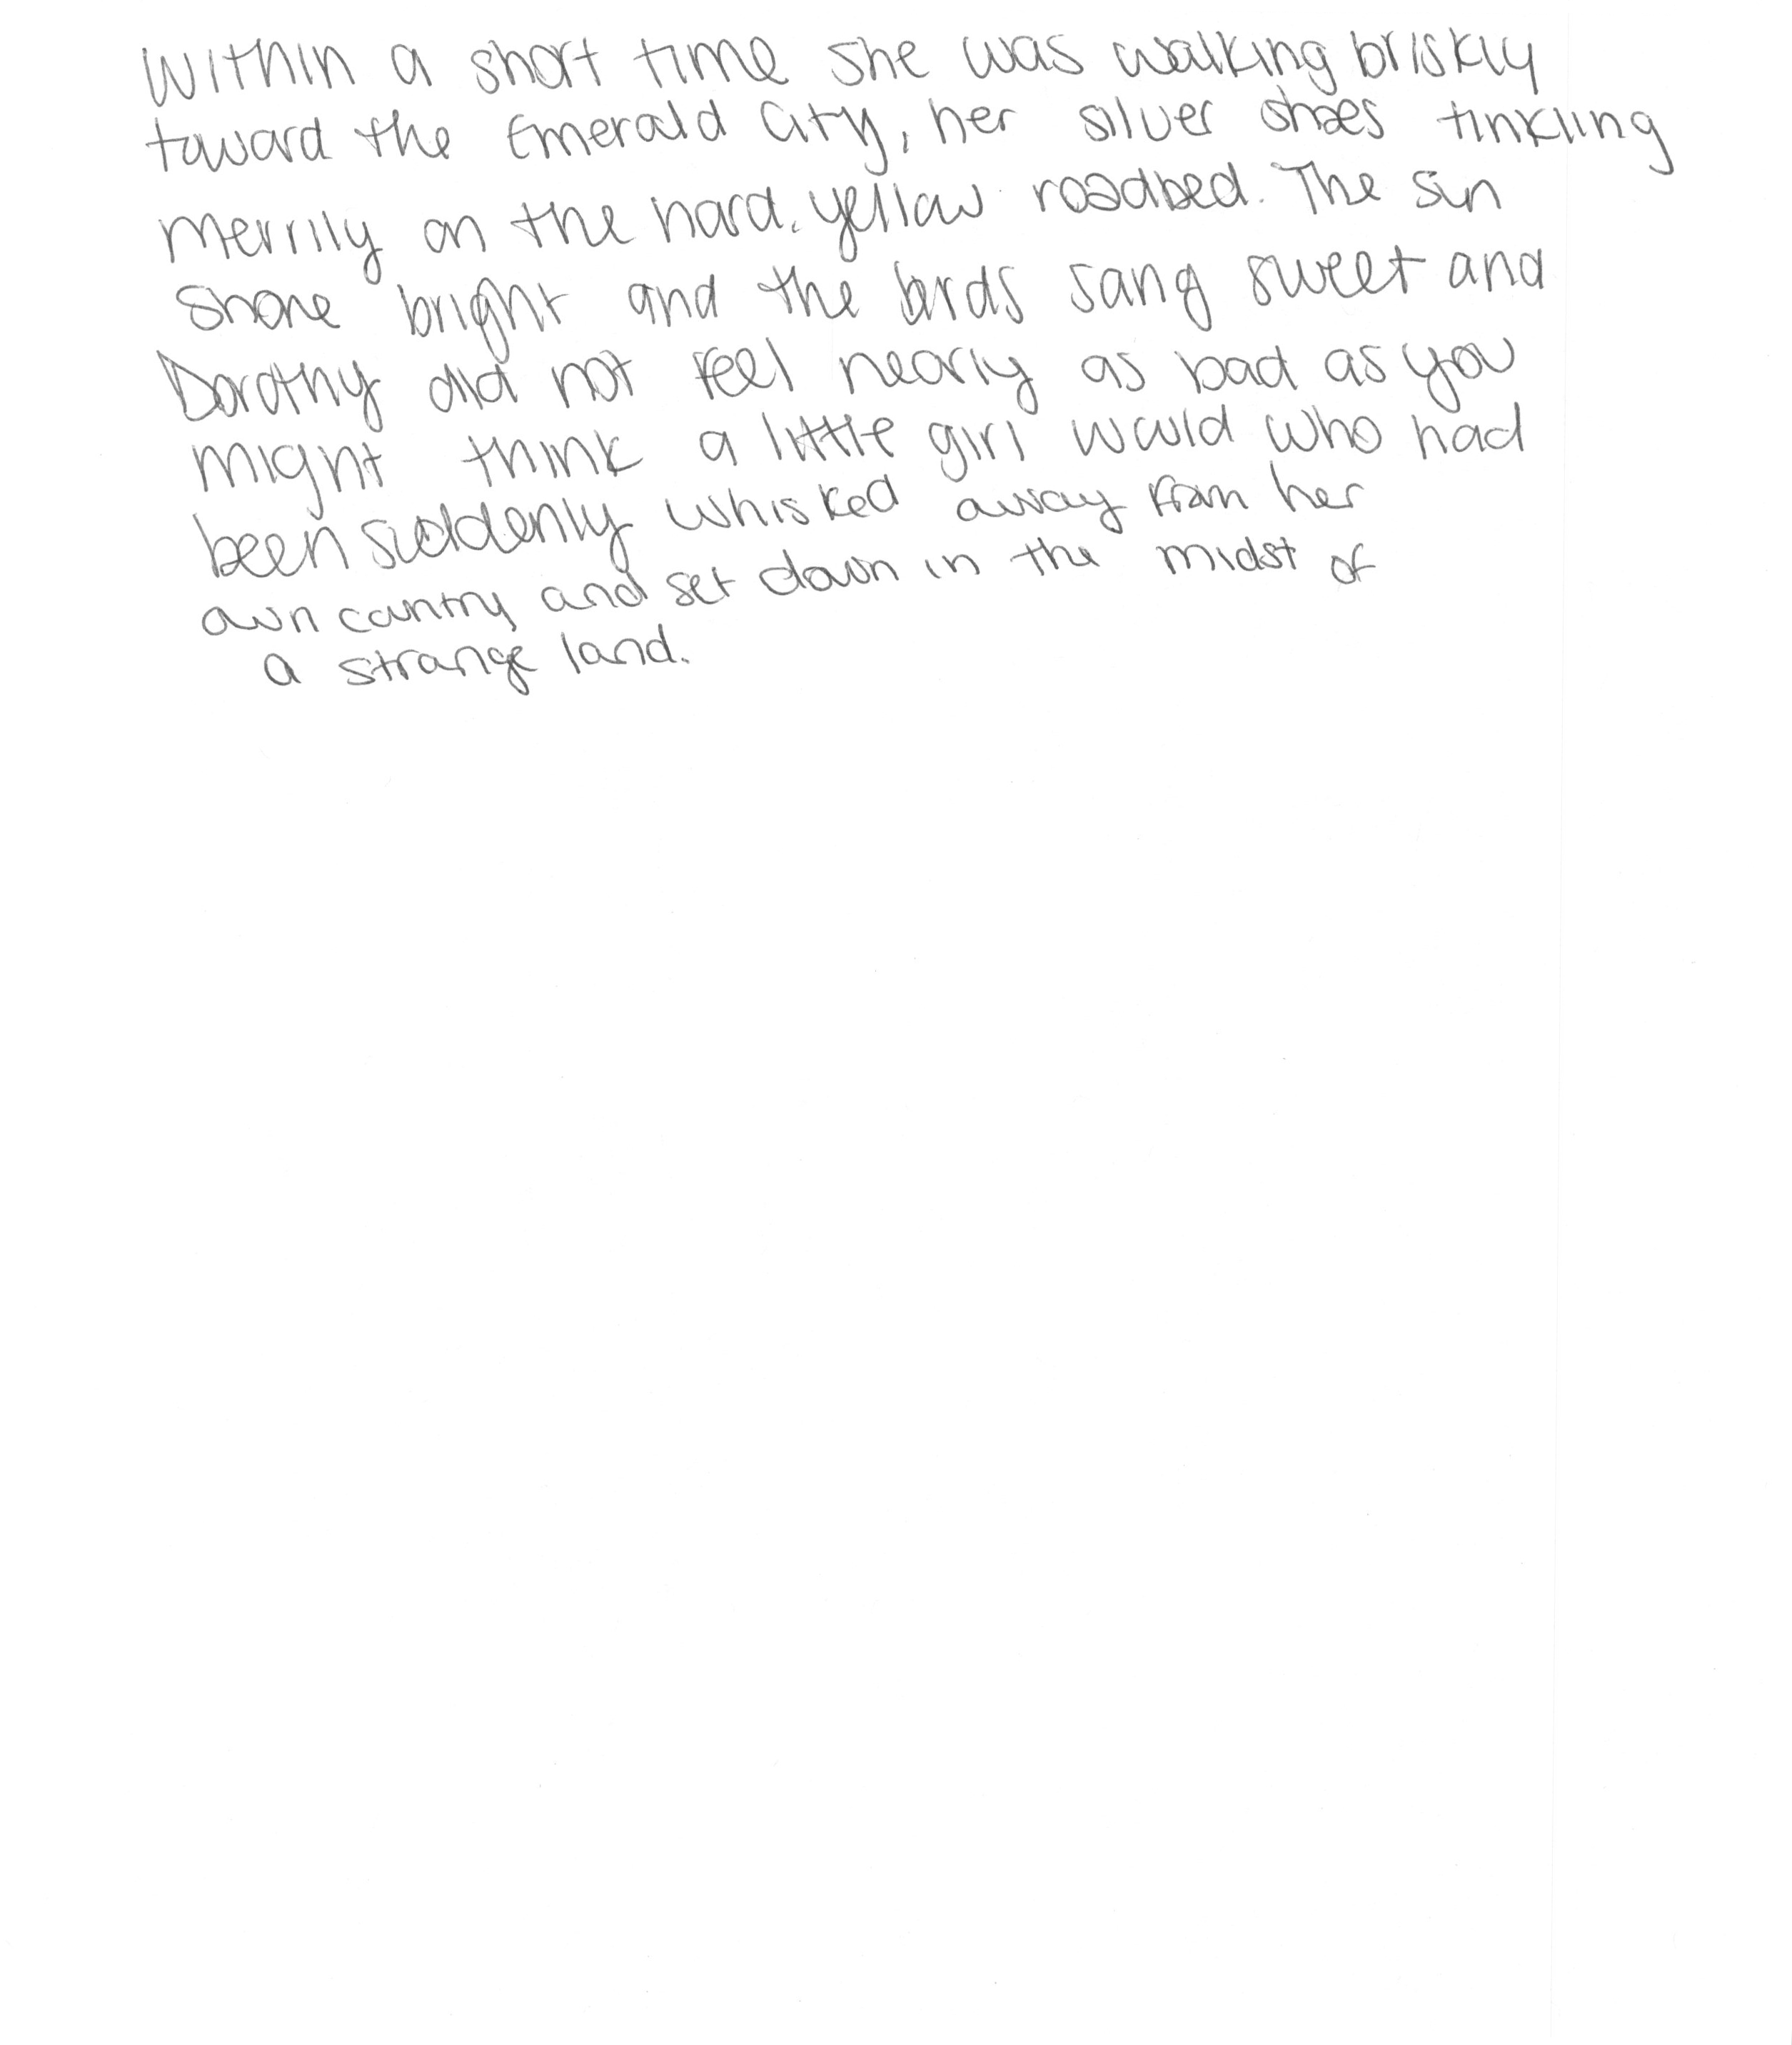 Within a short time she was walking briskly
toward the Emerald City, her silver shoes tinkling
merrily on the hard, yellow roadbed. The sun
shone bright and the birds sang sweet and
Dorothy did not feel nearly as bad as you
might think a little girl would who had
been suddenly whisked away from her
own country and set down in the midst of
a strange land.